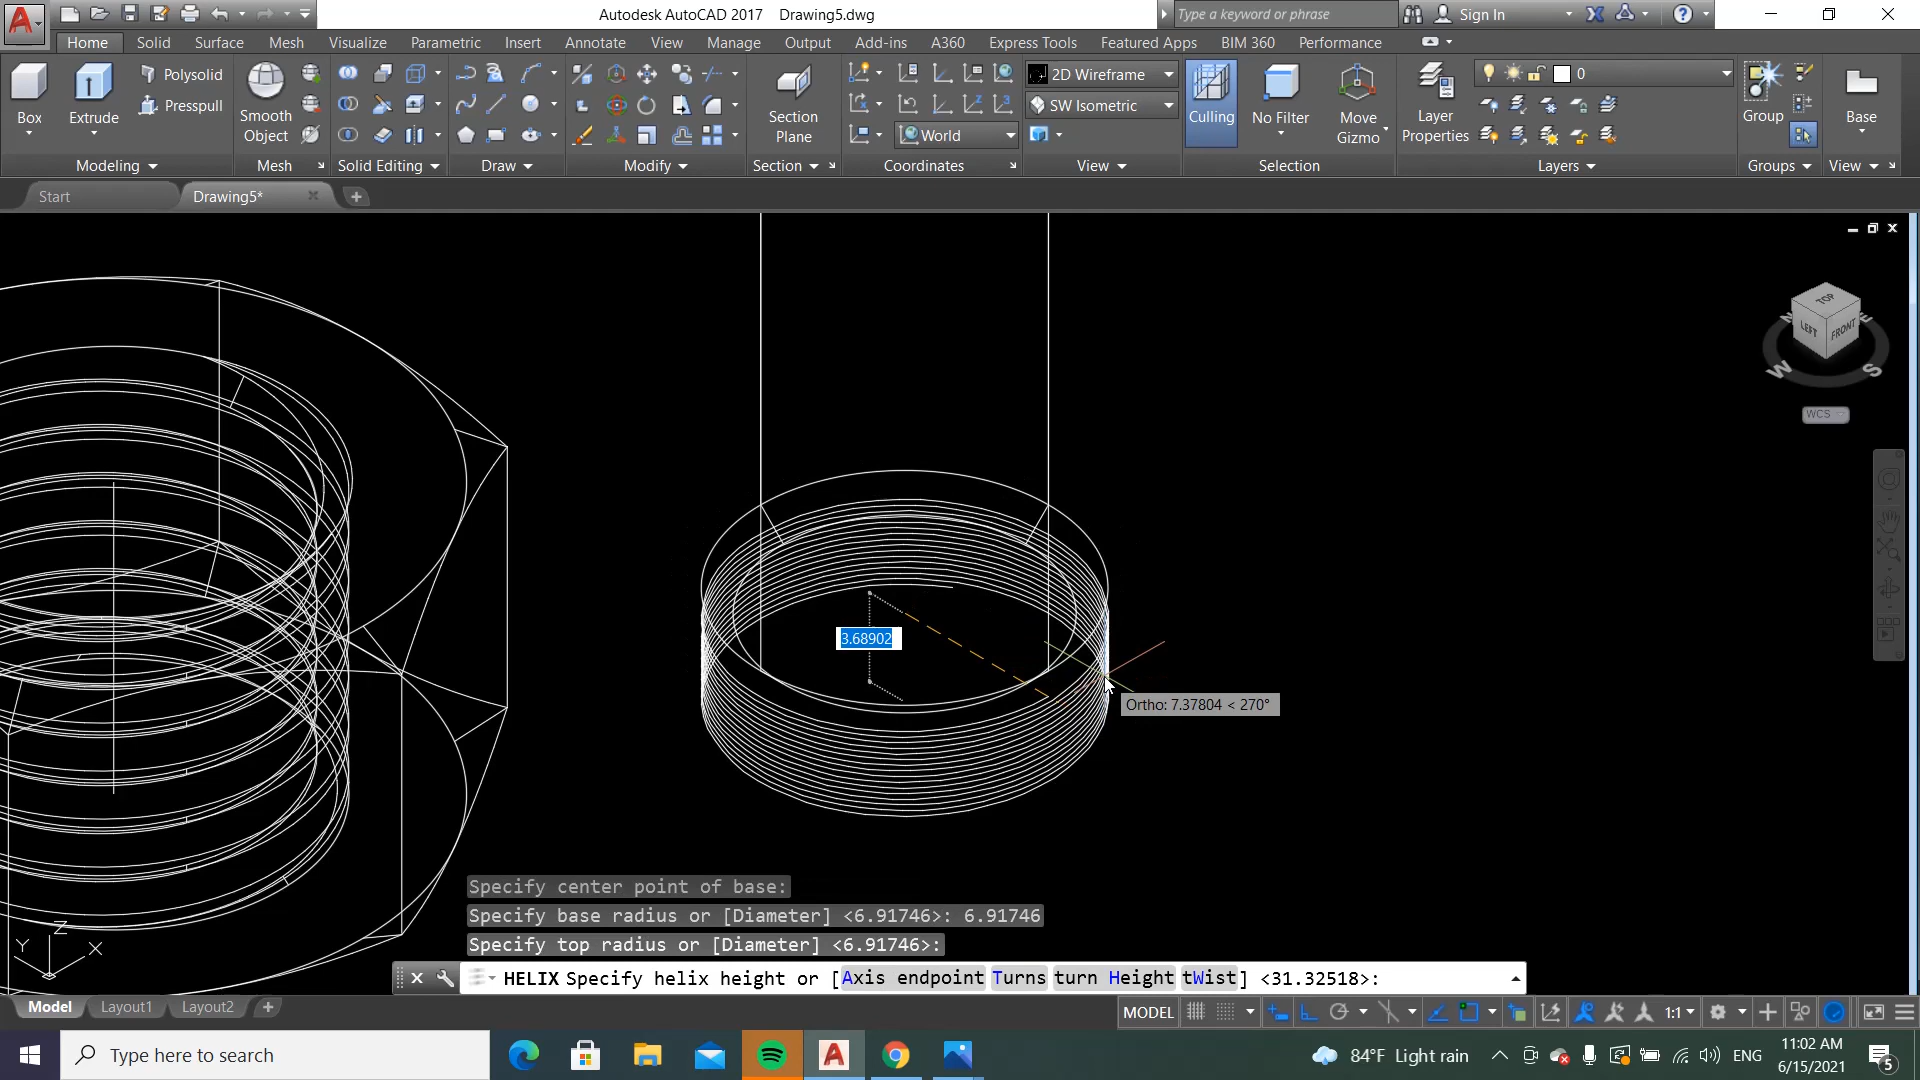 Autodesk AutoCAD 2017 Drawing5.dwg
Type a keyword or phrase
Sign In
Home Solid Surface Mesh Visualize Parametric Insert Annotate View Manage Output Add-ins A360 Express Tools Featured Apps BIM 360 Performance
Box
Extrude
Polysolid
Presspull
Smooth Object
Section Plane
World
2D Wireframe
SW Isometric
Culling
No Filter
Move Gizmo
Layer Properties
0
Group
Base
Modeling Mesh Solid Editing Draw Modify Section Coordinates View Selection Layers Groups View
Start Drawing5*
TOP
LEFT FRONT
N E
W S
WCS
3.68902
Ortho: 7.37804 < 270°
Z
Y X
Specify center point of base:
Specify base radius or [Diameter] <6.91746>: 6.91746
Specify top radius or [Diameter] <6.91746>:
HELIX Specify helix height or [Axis endpoint Turns turn Height tWist] <31.32518>:
Model Layout1 Layout2
MODEL 1:1
Type here to search
84°F Light rain
ENG
11:02 AM
6/15/2021
5